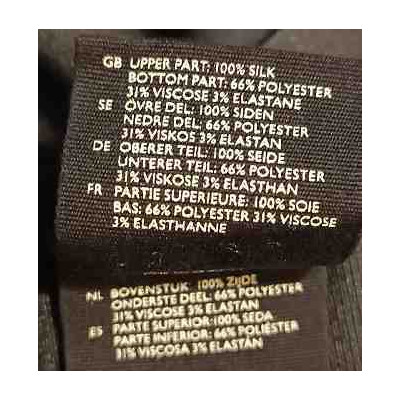 GB UPPER PART: 100% SILK
BOTTOM PART: 66% POLYESTER
31% VISCOSE 3% ELASTANE
SE ÖVRE DEL: 100% SIDEN
NEDRE DEL: 66% POLYESTER
31% VISKOS 3% ELASTAN
DE OBERER TEIL: 100% SEIDE
UNTERER TEIL: 66% POLYESTER
31% VISKOSE 3% ELASTHAN
FR PARTIE SUPERIEURE: 100% SOIE
BAS: 66% POLYESTER 31% VISCOSE
3% ELASTHANNE
NL BOVENSTUK: 100% ZIJDE
ONDERSTE DEEL: 66% POLYESTER
31% VISCOSE 3% ELASTAN
ES PARTE SUPERIOR: 100% SEDA
PARTE INFERIOR: 66% POLIÉSTER
31% VISCOSA 3% ELASTÁN